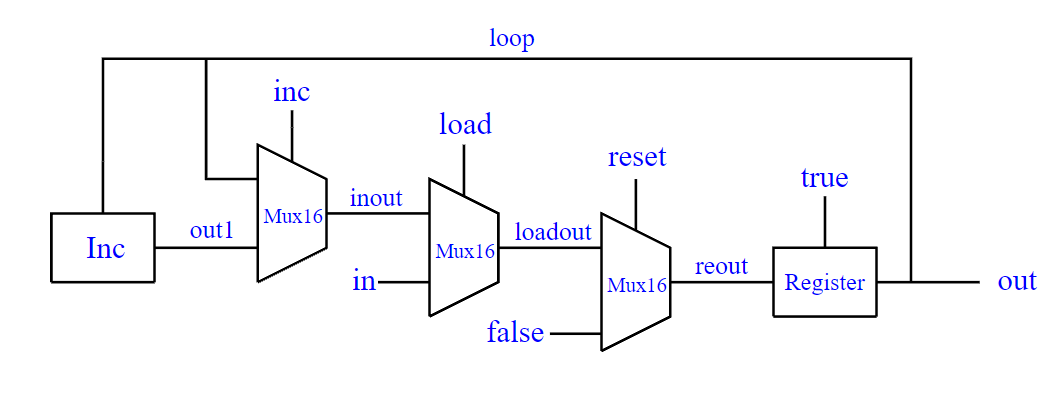 loop
inc
load
reset
true
inout
Mux16
out1
Inc
loadout
Mux16
in
reout
Mux16
Register
out
false